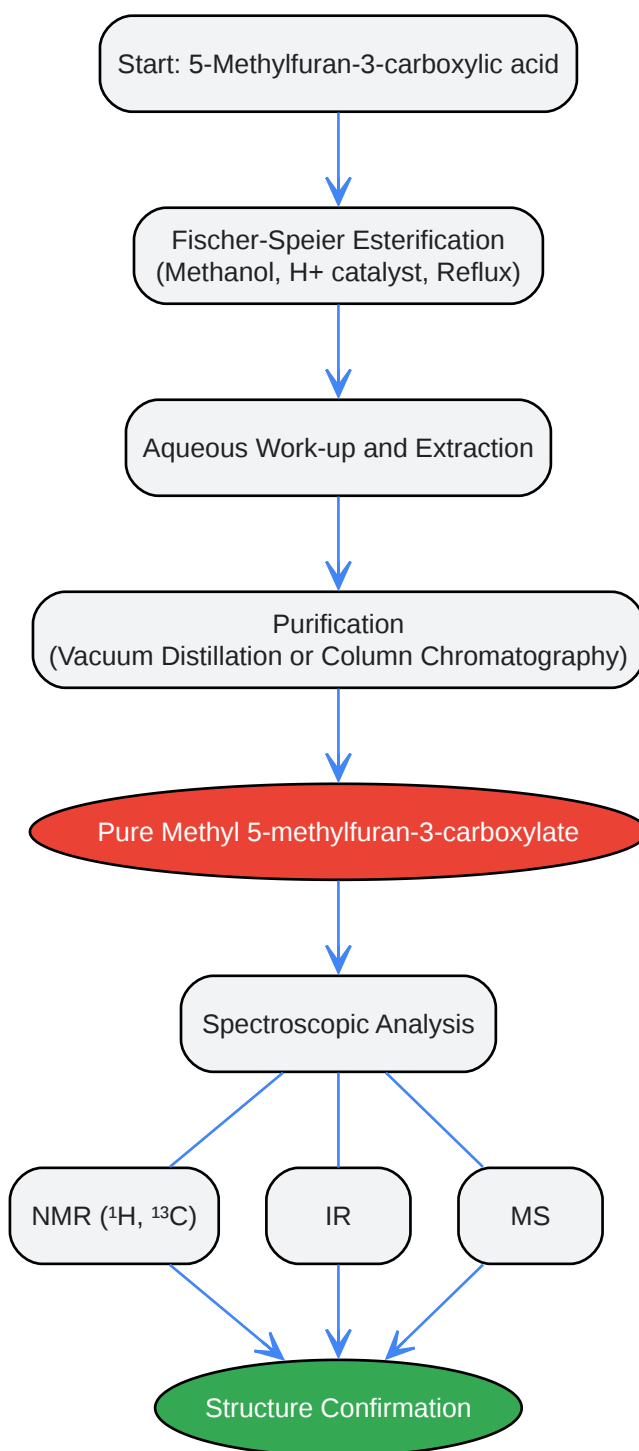 Start: 5-Methylfuran-3-carboxylic acid
Fischer-Speier Esterification
(Methanol, H+ catalyst, Reflux)
Aqueous Work-up and Extraction
Purification
(Vacuum Distillation or Column Chromatography)
Pure Methyl 5-methylfuran-3-carboxylate
Spectroscopic Analysis
NMR (¹H, ¹³C)
IR
MS
Structure Confirmation